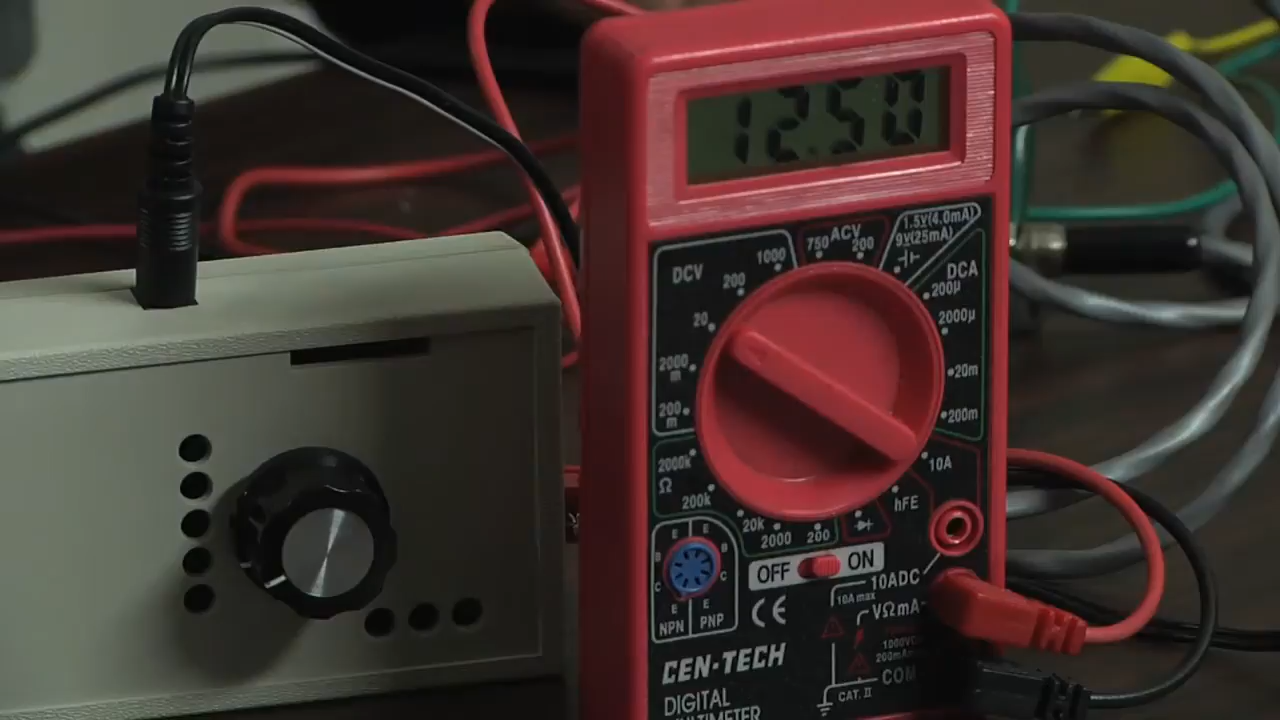 12.50
1.5V(4.0mA)
9V(25mA)
750 ACV 200
1000
DCV
200
DCA
200µ
20
2000µ
2000
m
20m
200
m
200m
2000k
Ω
10A
200k
hFE
20k
2000
200
E E
B B
C C
E E
NPN PNP
OFF ON
10ADC
10A max
VΩmA
1000V
200mA
COM
CAT. II
CE
CEN-TECH
DIGITAL
MULTIMETER